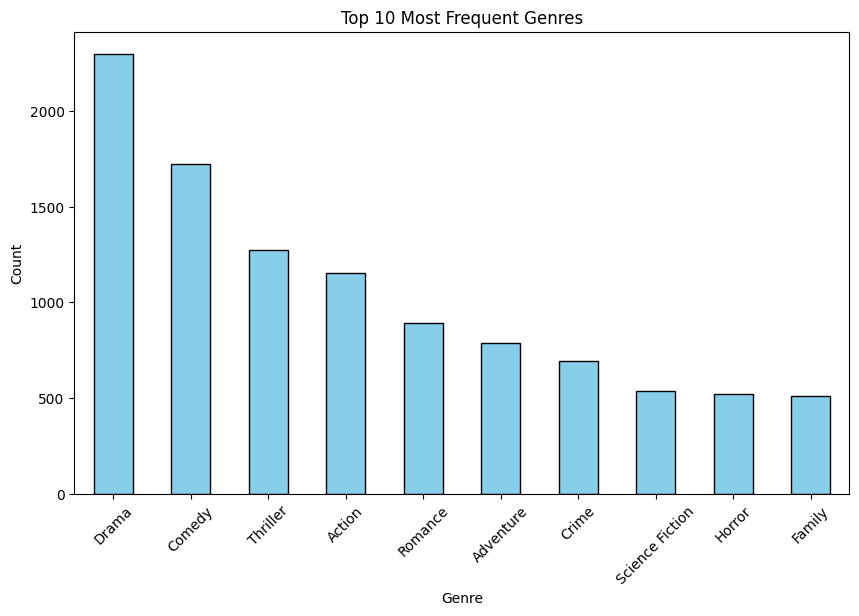 Top 10 Most Frequent Genres
Count
2000
1500
1000
500
0
Drama
Comedy
Thriller
Action
Romance
Adventure
Crime
Science Fiction
Horror
Family
Genre